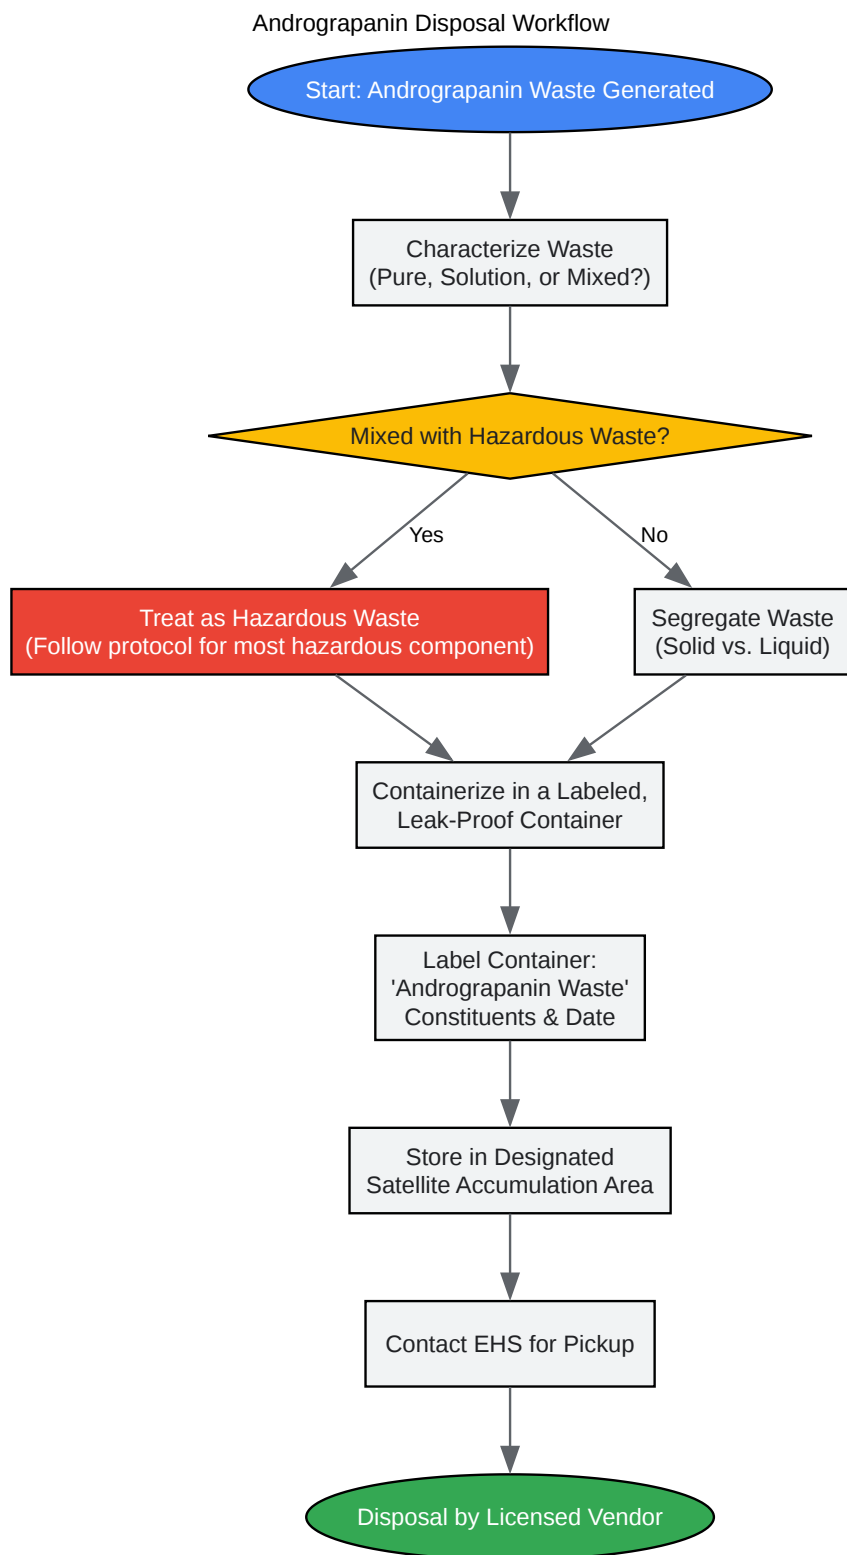 Andrograpanin Disposal Workflow
Start: Andrograpanin Waste Generated
Characterize Waste
(Pure, Solution, or Mixed?)
Mixed with Hazardous Waste?
Yes
No
Treat as Hazardous Waste
(Follow protocol for most hazardous component)
Segregate Waste
(Solid vs. Liquid)
Containerize in a Labeled,
Leak-Proof Container
Label Container:
'Andrograpanin Waste'
Constituents & Date
Store in Designated
Satellite Accumulation Area
Contact EHS for Pickup
Disposal by Licensed Vendor